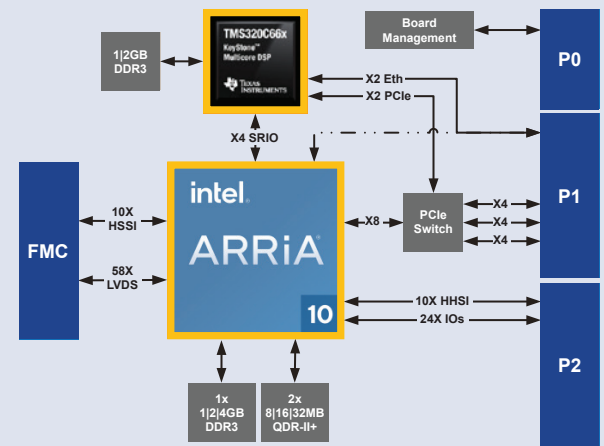 TMS320C66x
KeyStone™
Multicore DSP
TEXAS
INSTRUMENTS
1|2GB
DDR3
Board
Management
P0
X2 Eth
X2 PCIe
X4 SRIO
P1
FMC
10X
HSSI
58X
LVDS
intel.
ARRiA
10
X8
PCIe
Switch
X4
X4
X4
10X HHSI
24X IOs
P2
1x
1|2|4GB
DDR3
2x
8|16|32MB
QDR-II+